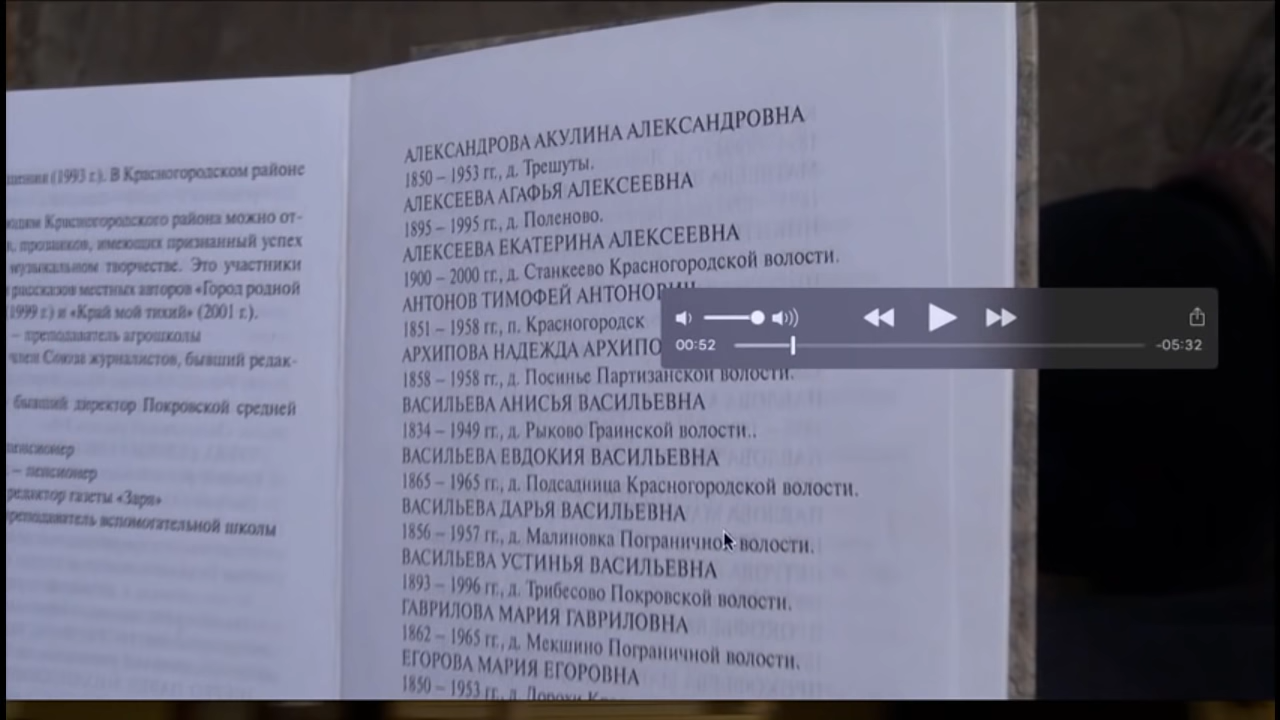 шения (1993 г.). В Красногородском районе
Красногородского района можно от-
прозаиков, имеющих признанный успех
музыкальном творчестве. Это участники
рассказов местных авторов «Город родной
1999 г.) и «Край мой тихий» (2001 г.).
– преподаватель агрошколы
член Союза журналистов, бывший редак-
бывший директор Покровской средней
пенсионер
– пенсионер
редактор газеты «Заря»
преподаватель вспомогательной школы
АЛЕКСАНДРОВА АКУЛИНА АЛЕКСАНДРОВНА
1850 – 1953 гг., д. Трешуты.
АЛЕКСЕЕВА АГАФЬЯ АЛЕКСЕЕВНА
1895 – 1995 гг., д. Поленово.
АЛЕКСЕЕВА ЕКАТЕРИНА АЛЕКСЕЕВНА
1900 – 2000 гг., д. Станкеево Красногородской волости.
АНТОНОВ ТИМОФЕЙ АНТОНОВИЧ
1851 – 1958 гг., п. Красногородск
АРХИПОВА НАДЕЖДА АРХИПО
1858 – 1958 гг., д. Посинье Партизанской волости.
ВАСИЛЬЕВА АНИСЬЯ ВАСИЛЬЕВНА
1834 – 1949 гг., д. Рыково Граинской волости..
ВАСИЛЬЕВА ЕВДОКИЯ ВАСИЛЬЕВНА
1865 – 1965 гг., д. Подсадница Красногородской волости.
ВАСИЛЬЕВА ДАРЬЯ ВАСИЛЬЕВНА
1856 – 1957 гг., д. Малиновка Пограничной волости.
ВАСИЛЬЕВА УСТИНЬЯ ВАСИЛЬЕВНА
1893 – 1996 гг., д. Трибесово Покровской волости.
ГАВРИЛОВА МАРИЯ ГАВРИЛОВНА
1862 – 1965 гг., д. Мекшино Пограничной волости.
ЕГОРОВА МАРИЯ ЕГОРОВНА
1850 – 1953 гг., д.
00:52
-05:32